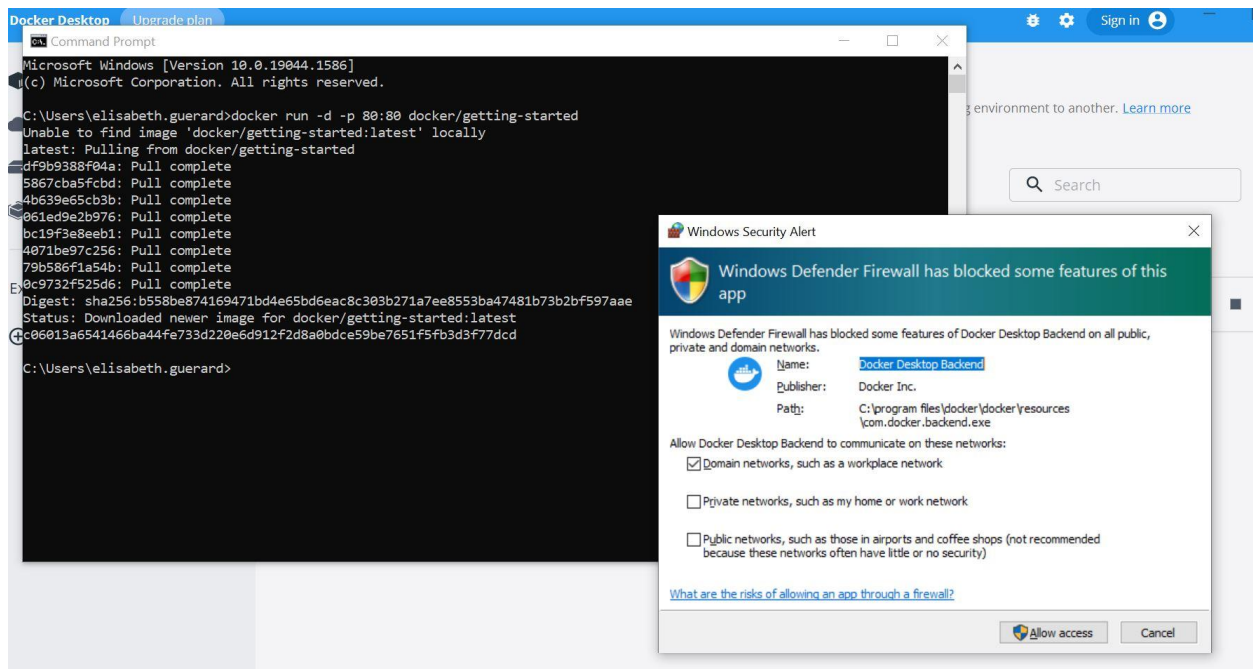 Docker Desktop Upgrade plan
Sign in
Command Prompt
Microsoft Windows [Version 10.0.19044.1586]
(c) Microsoft Corporation. All rights reserved.
C:\Users\elisabeth.guerard>docker run -d -p 80:80 docker/getting-started
Unable to find image 'docker/getting-started:latest' locally
latest: Pulling from docker/getting-started
df9b9388f04a: Pull complete
5867cba5fcbd: Pull complete
4b639e65cb3b: Pull complete
061ed9e2b976: Pull complete
bc19f3e8eeb1: Pull complete
4071be97c256: Pull complete
79b586f1a54b: Pull complete
0c9732f525d6: Pull complete
Digest: sha256:b558be874169471bd4e65bd6eac8c303b271a7ee8553ba47481b73b2bf597aae
Status: Downloaded newer image for docker/getting-started:latest
c06013a6541466ba44fe733d220e6d912f2d8a0bdce59be7651f5fb3d3f77dcd
C:\Users\elisabeth.guerard>
environment to another. Learn more
Search
Windows Security Alert
Windows Defender Firewall has blocked some features of this
app
Windows Defender Firewall has blocked some features of Docker Desktop Backend on all public,
private and domain networks.
Name: Docker Desktop Backend
Publisher: Docker Inc.
Path: C:\program files\docker\docker\resources
\com.docker.backend.exe
Allow Docker Desktop Backend to communicate on these networks:
Domain networks, such as a workplace network
Private networks, such as my home or work network
Public networks, such as those in airports and coffee shops (not recommended
because these networks often have little or no security)
What are the risks of allowing an app through a firewall?
Allow access Cancel